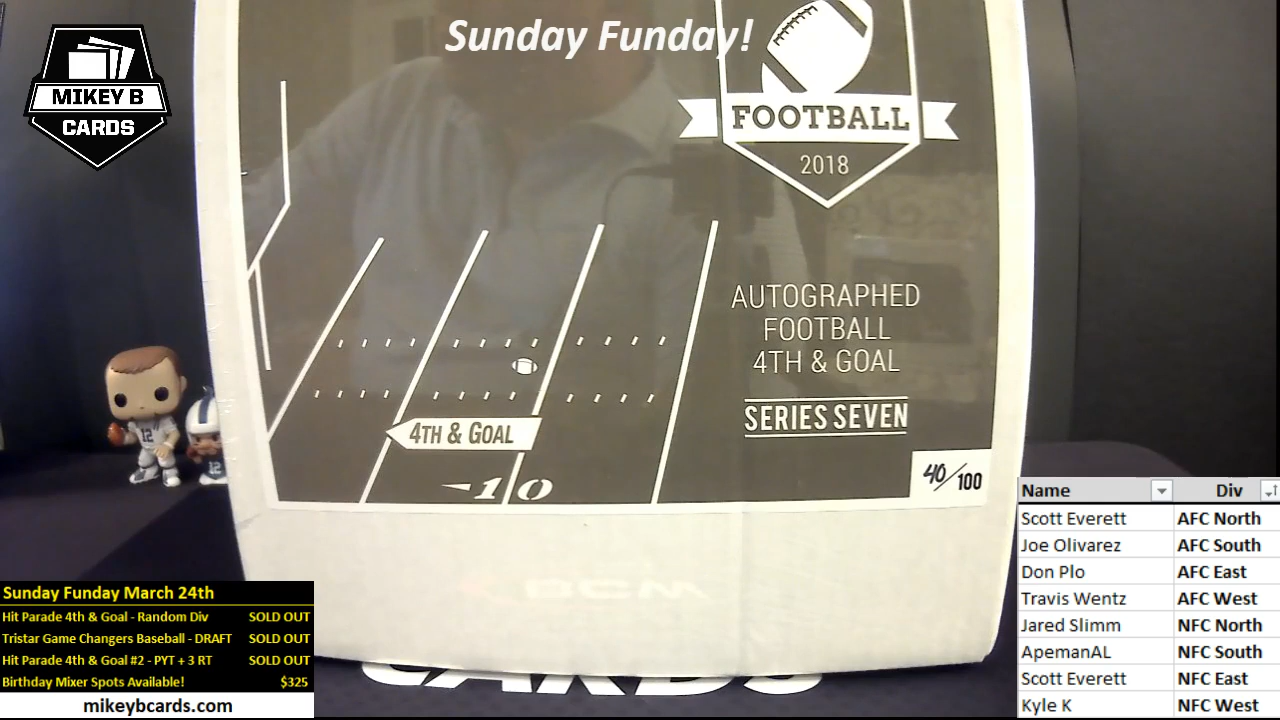 Sunday Funday!
MIKEY B
CARDS
FOOTBALL
2018
AUTOGRAPHED
FOOTBALL
4TH & GOAL
SERIES SEVEN
4TH & GOAL
10
40/100
12
12
BCM
CARDS
Sunday Funday March 24th
Hit Parade 4th & Goal - Random Div SOLD OUT
Tristar Game Changers Baseball - DRAFT SOLD OUT
Hit Parade 4th & Goal #2 - PYT + 3 RT SOLD OUT
Birthday Mixer Spots Available! $325
mikeybcards.com
Name Div
Scott Everett AFC North
Joe Olivarez AFC South
Don Plo AFC East
Travis Wentz AFC West
Jared Slimm NFC North
ApemanAL NFC South
Scott Everett NFC East
Kyle K NFC West